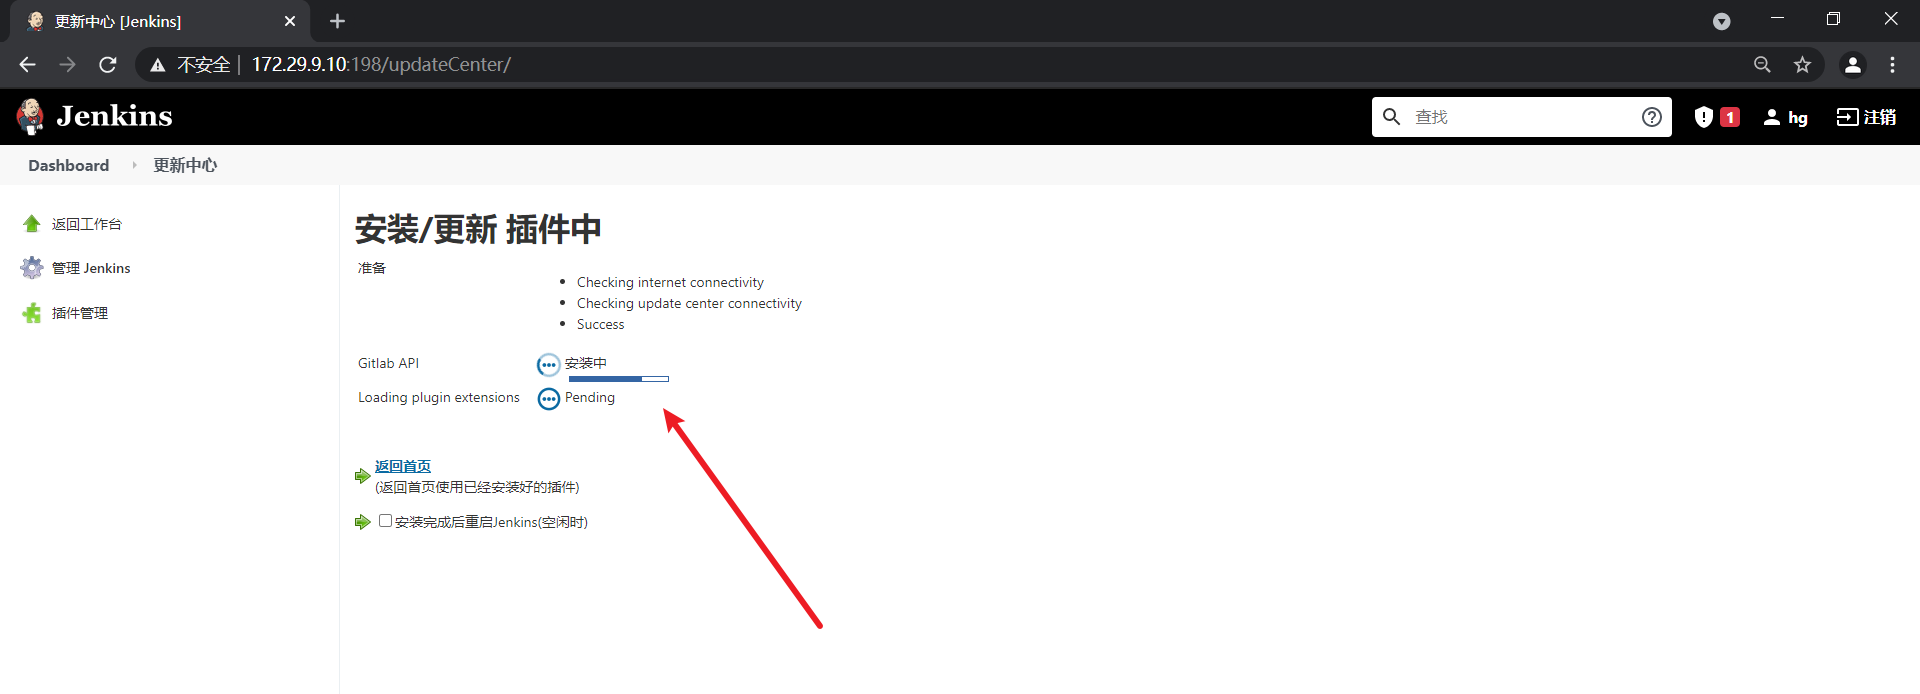 更新中心 [Jenkins]
不安全 | 172.29.9.10:198/updateCenter/
Jenkins
查找
1
hg
注销
Dashboard
更新中心
返回工作台
管理 Jenkins
插件管理
安装/更新 插件中
准备
Checking internet connectivity
Checking update center connectivity
Success
Gitlab API
安装中
Loading plugin extensions
Pending
返回首页
(返回首页使用已经安装好的插件)
安装完成后重启Jenkins(空闲时)